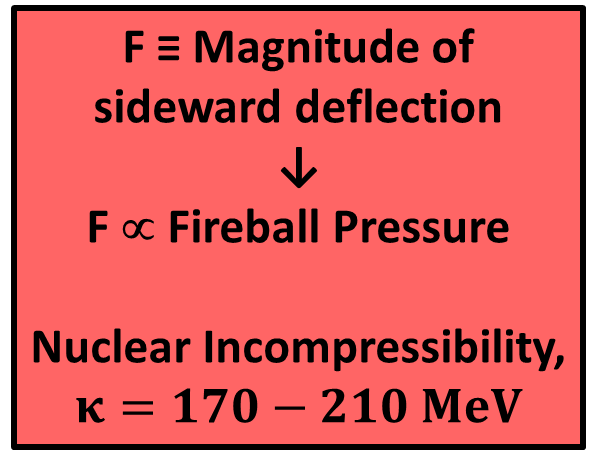 F ≡ Magnitude of
sideward deflection
↓
F ∝ Fireball Pressure
Nuclear Incompressibility,
κ = 170 − 210 MeV